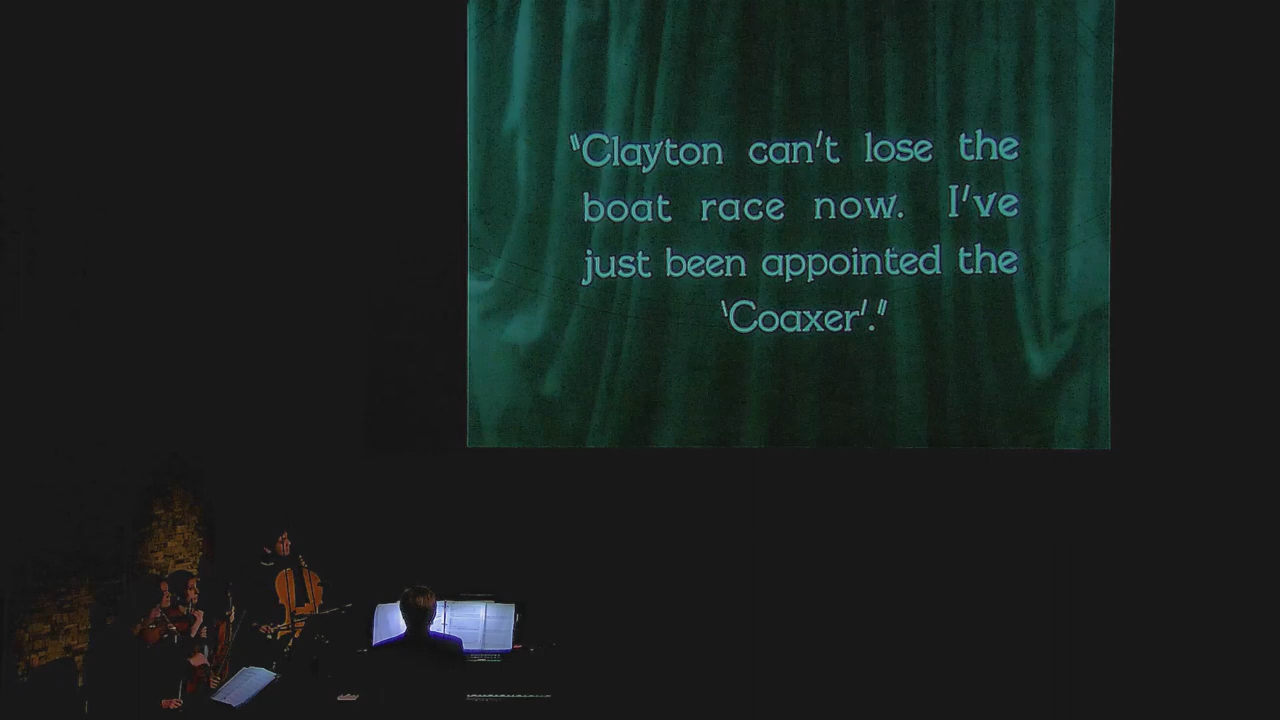 "Clayton can't lose the
boat race now. I've
just been appointed the
'Coaxer'."